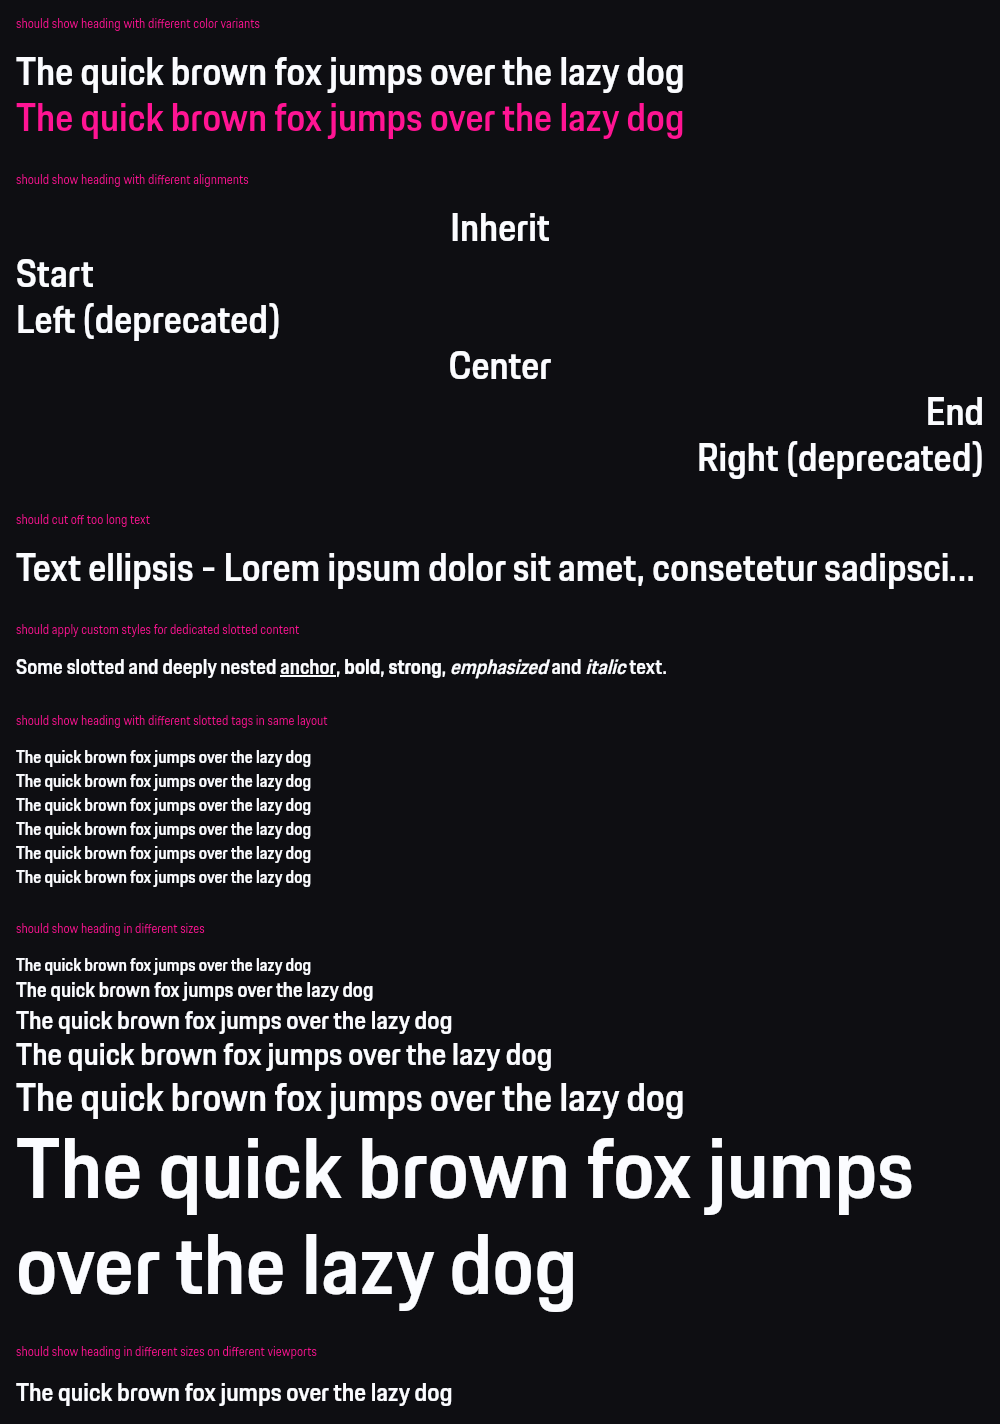 should show heading with different color variants
The quick brown fox jumps over the lazy dog
The quick brown fox jumps over the lazy dog
should show heading with different alignments
Inherit
Start
Left (deprecated)
Center
End
Right (deprecated)
should cut off too long text
Text ellipsis - Lorem ipsum dolor sit amet, consetetur sadipsci...
should apply custom styles for dedicated slotted content
Some slotted and deeply nested anchor, bold, strong, emphasized and italic text.
should show heading with different slotted tags in same layout
The quick brown fox jumps over the lazy dog
The quick brown fox jumps over the lazy dog
The quick brown fox jumps over the lazy dog
The quick brown fox jumps over the lazy dog
The quick brown fox jumps over the lazy dog
The quick brown fox jumps over the lazy dog
should show heading in different sizes
The quick brown fox jumps over the lazy dog
The quick brown fox jumps over the lazy dog
The quick brown fox jumps over the lazy dog
The quick brown fox jumps over the lazy dog
The quick brown fox jumps over the lazy dog
The quick brown fox jumps
over the lazy dog
should show heading in different sizes on different viewports
The quick brown fox jumps over the lazy dog